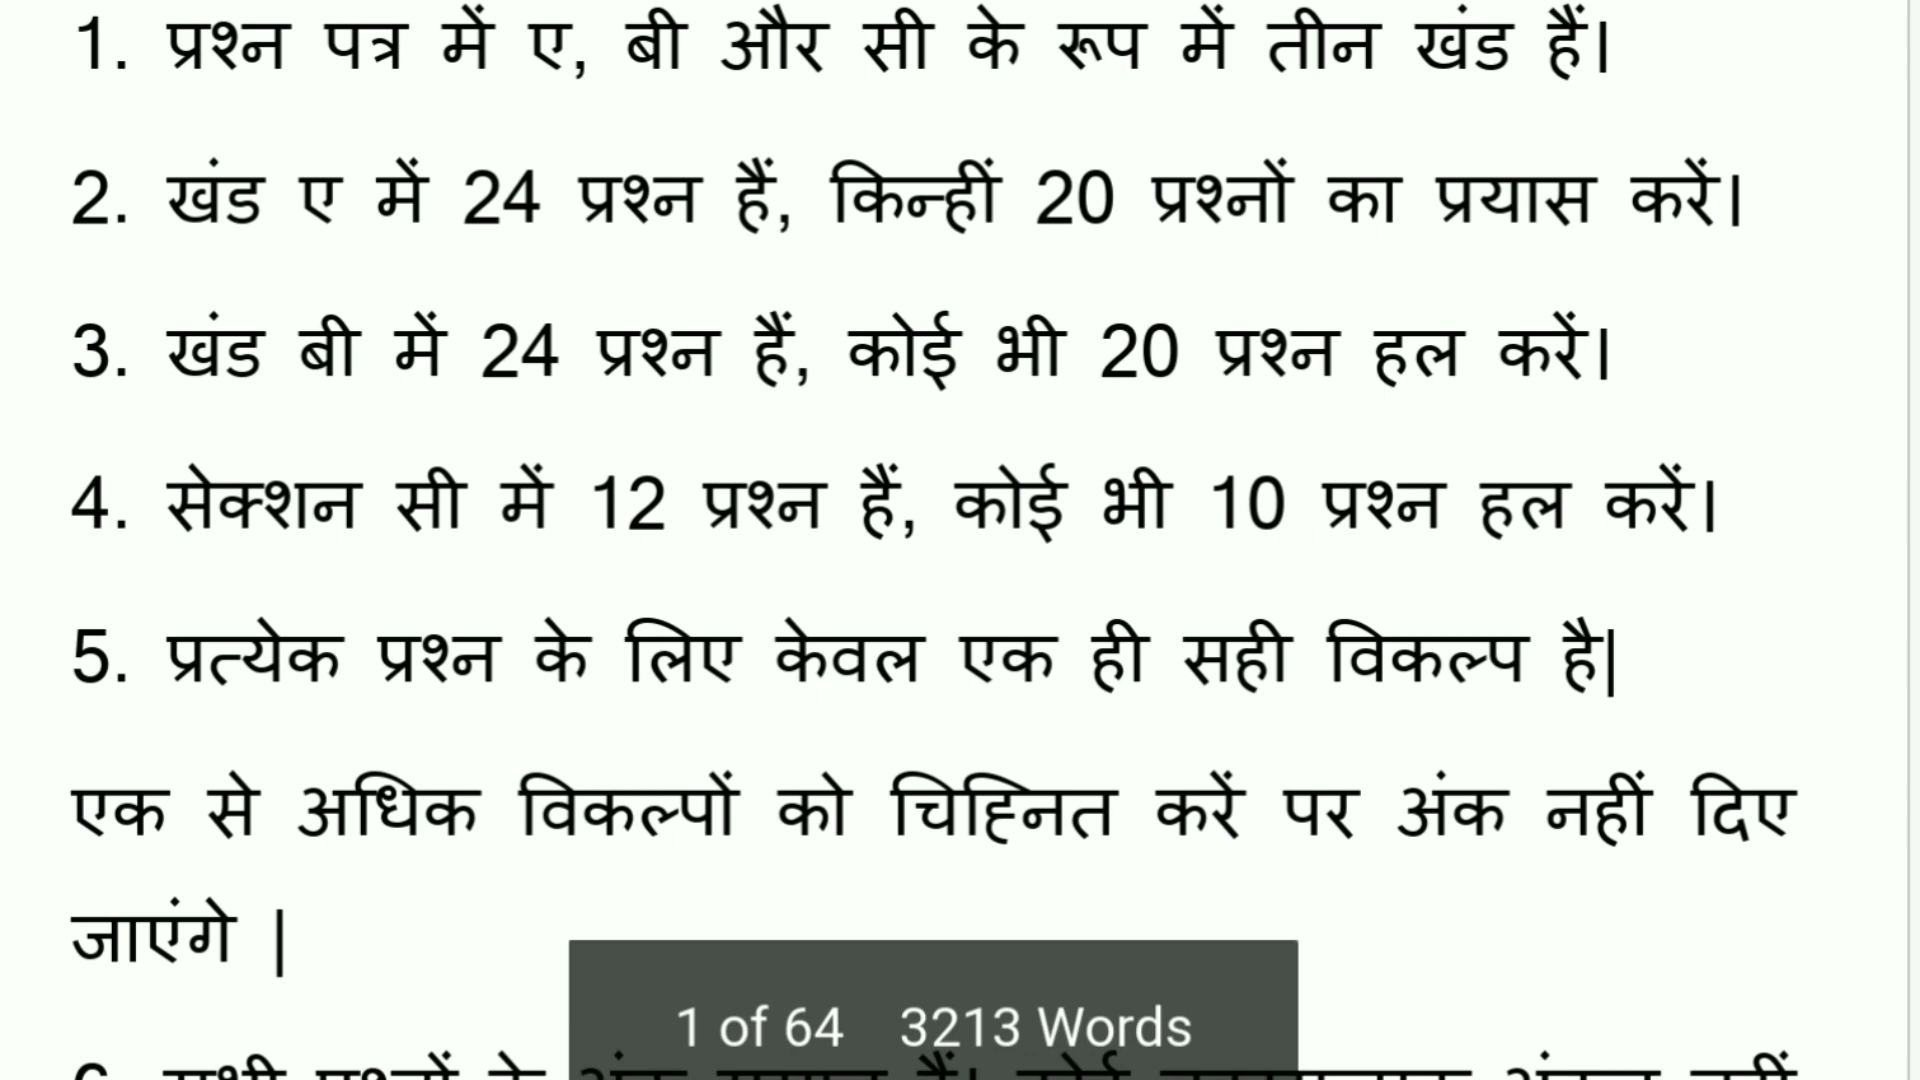 1. प्रश्न पत्र में ए, बी और सी के रूप में तीन खंड हैं।
2. खंड ए में 24 प्रश्न हैं, किन्हीं 20 प्रश्नों का प्रयास करें।
3. खंड बी में 24 प्रश्न हैं, कोई भी 20 प्रश्न हल करें।
4. सेक्शन सी में 12 प्रश्न हैं, कोई भी 10 प्रश्न हल करें।
5. प्रत्येक प्रश्न के लिए केवल एक ही सही विकल्प है|
एक से अधिक विकल्पों को चिह्नित करें पर अंक नहीं दिए
जाएंगे |
1 of 64 3213 Words